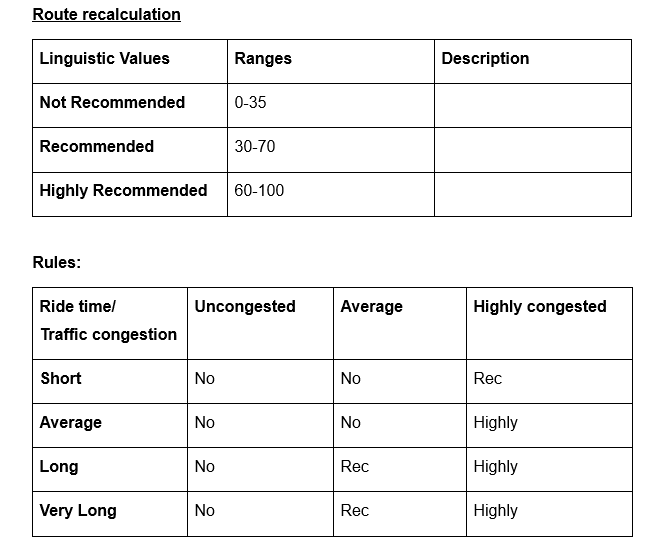 Route recalculation
Linguistic Values Ranges Description
Not Recommended 0-35
Recommended 30-70
Highly Recommended 60-100
Rules:
Ride time/ Uncongested Average Highly congested
Traffic congestion
Short No No Rec
Average No No Highly
Long No Rec Highly
Very Long No Rec Highly